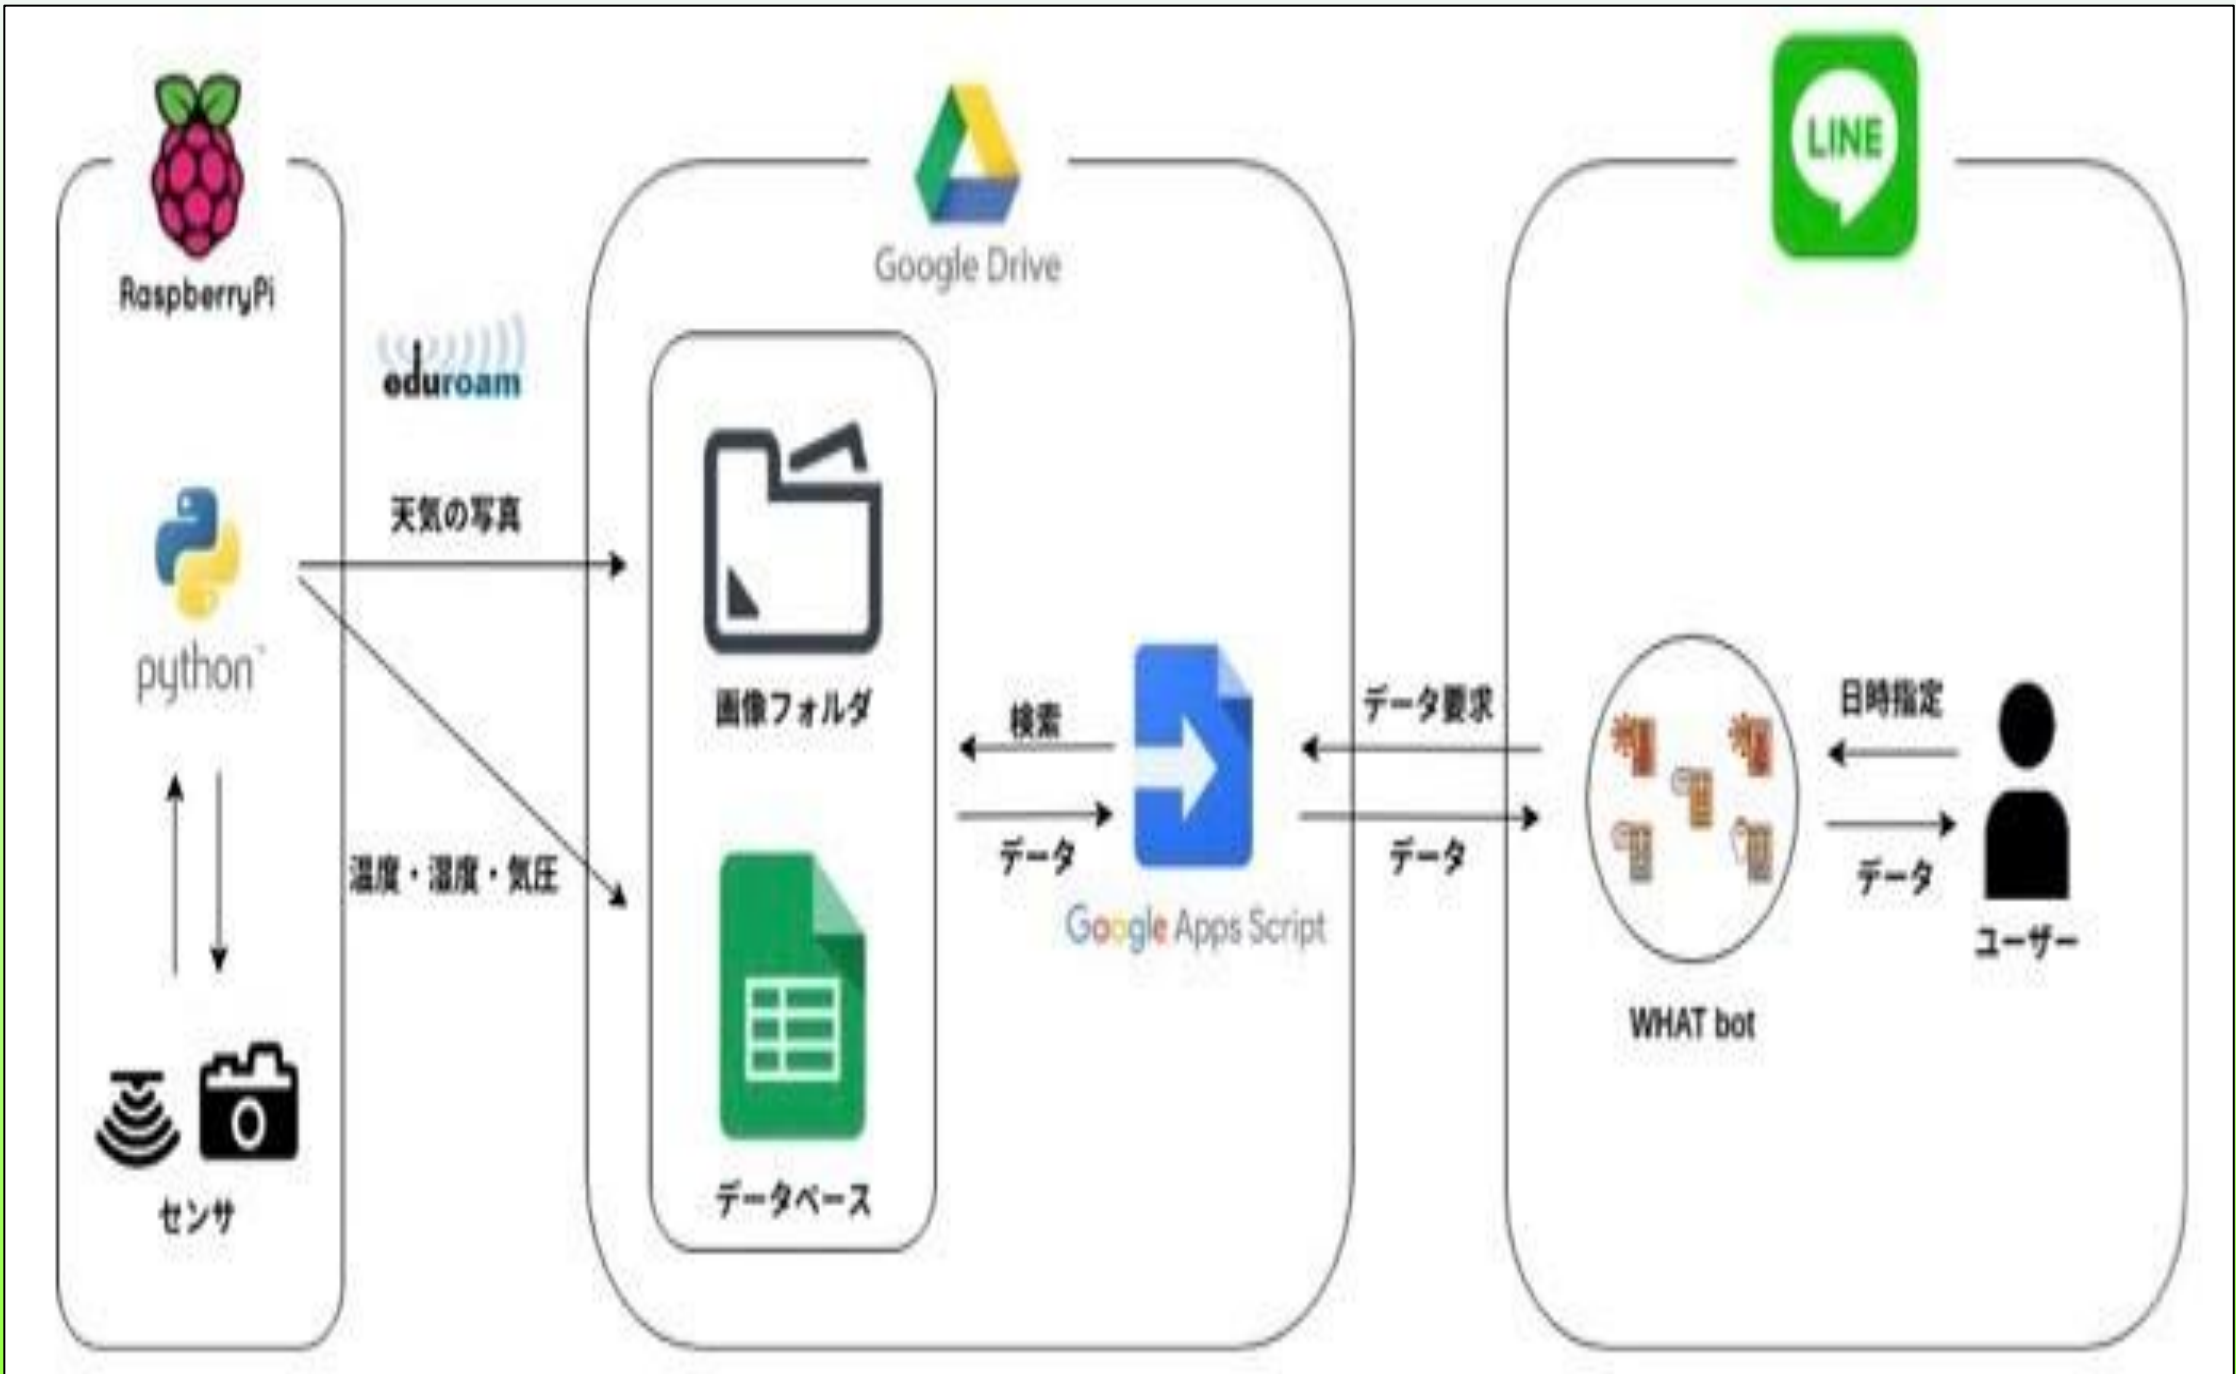 RaspberryPi
python
センサ
eduroam
天気の写真
温度・湿度・気圧
Google Drive
画像フォルダ
データベース
検索
データ
Google Apps Script
データ要求
データ
LINE
WHAT bot
日時指定
データ
ユーザー